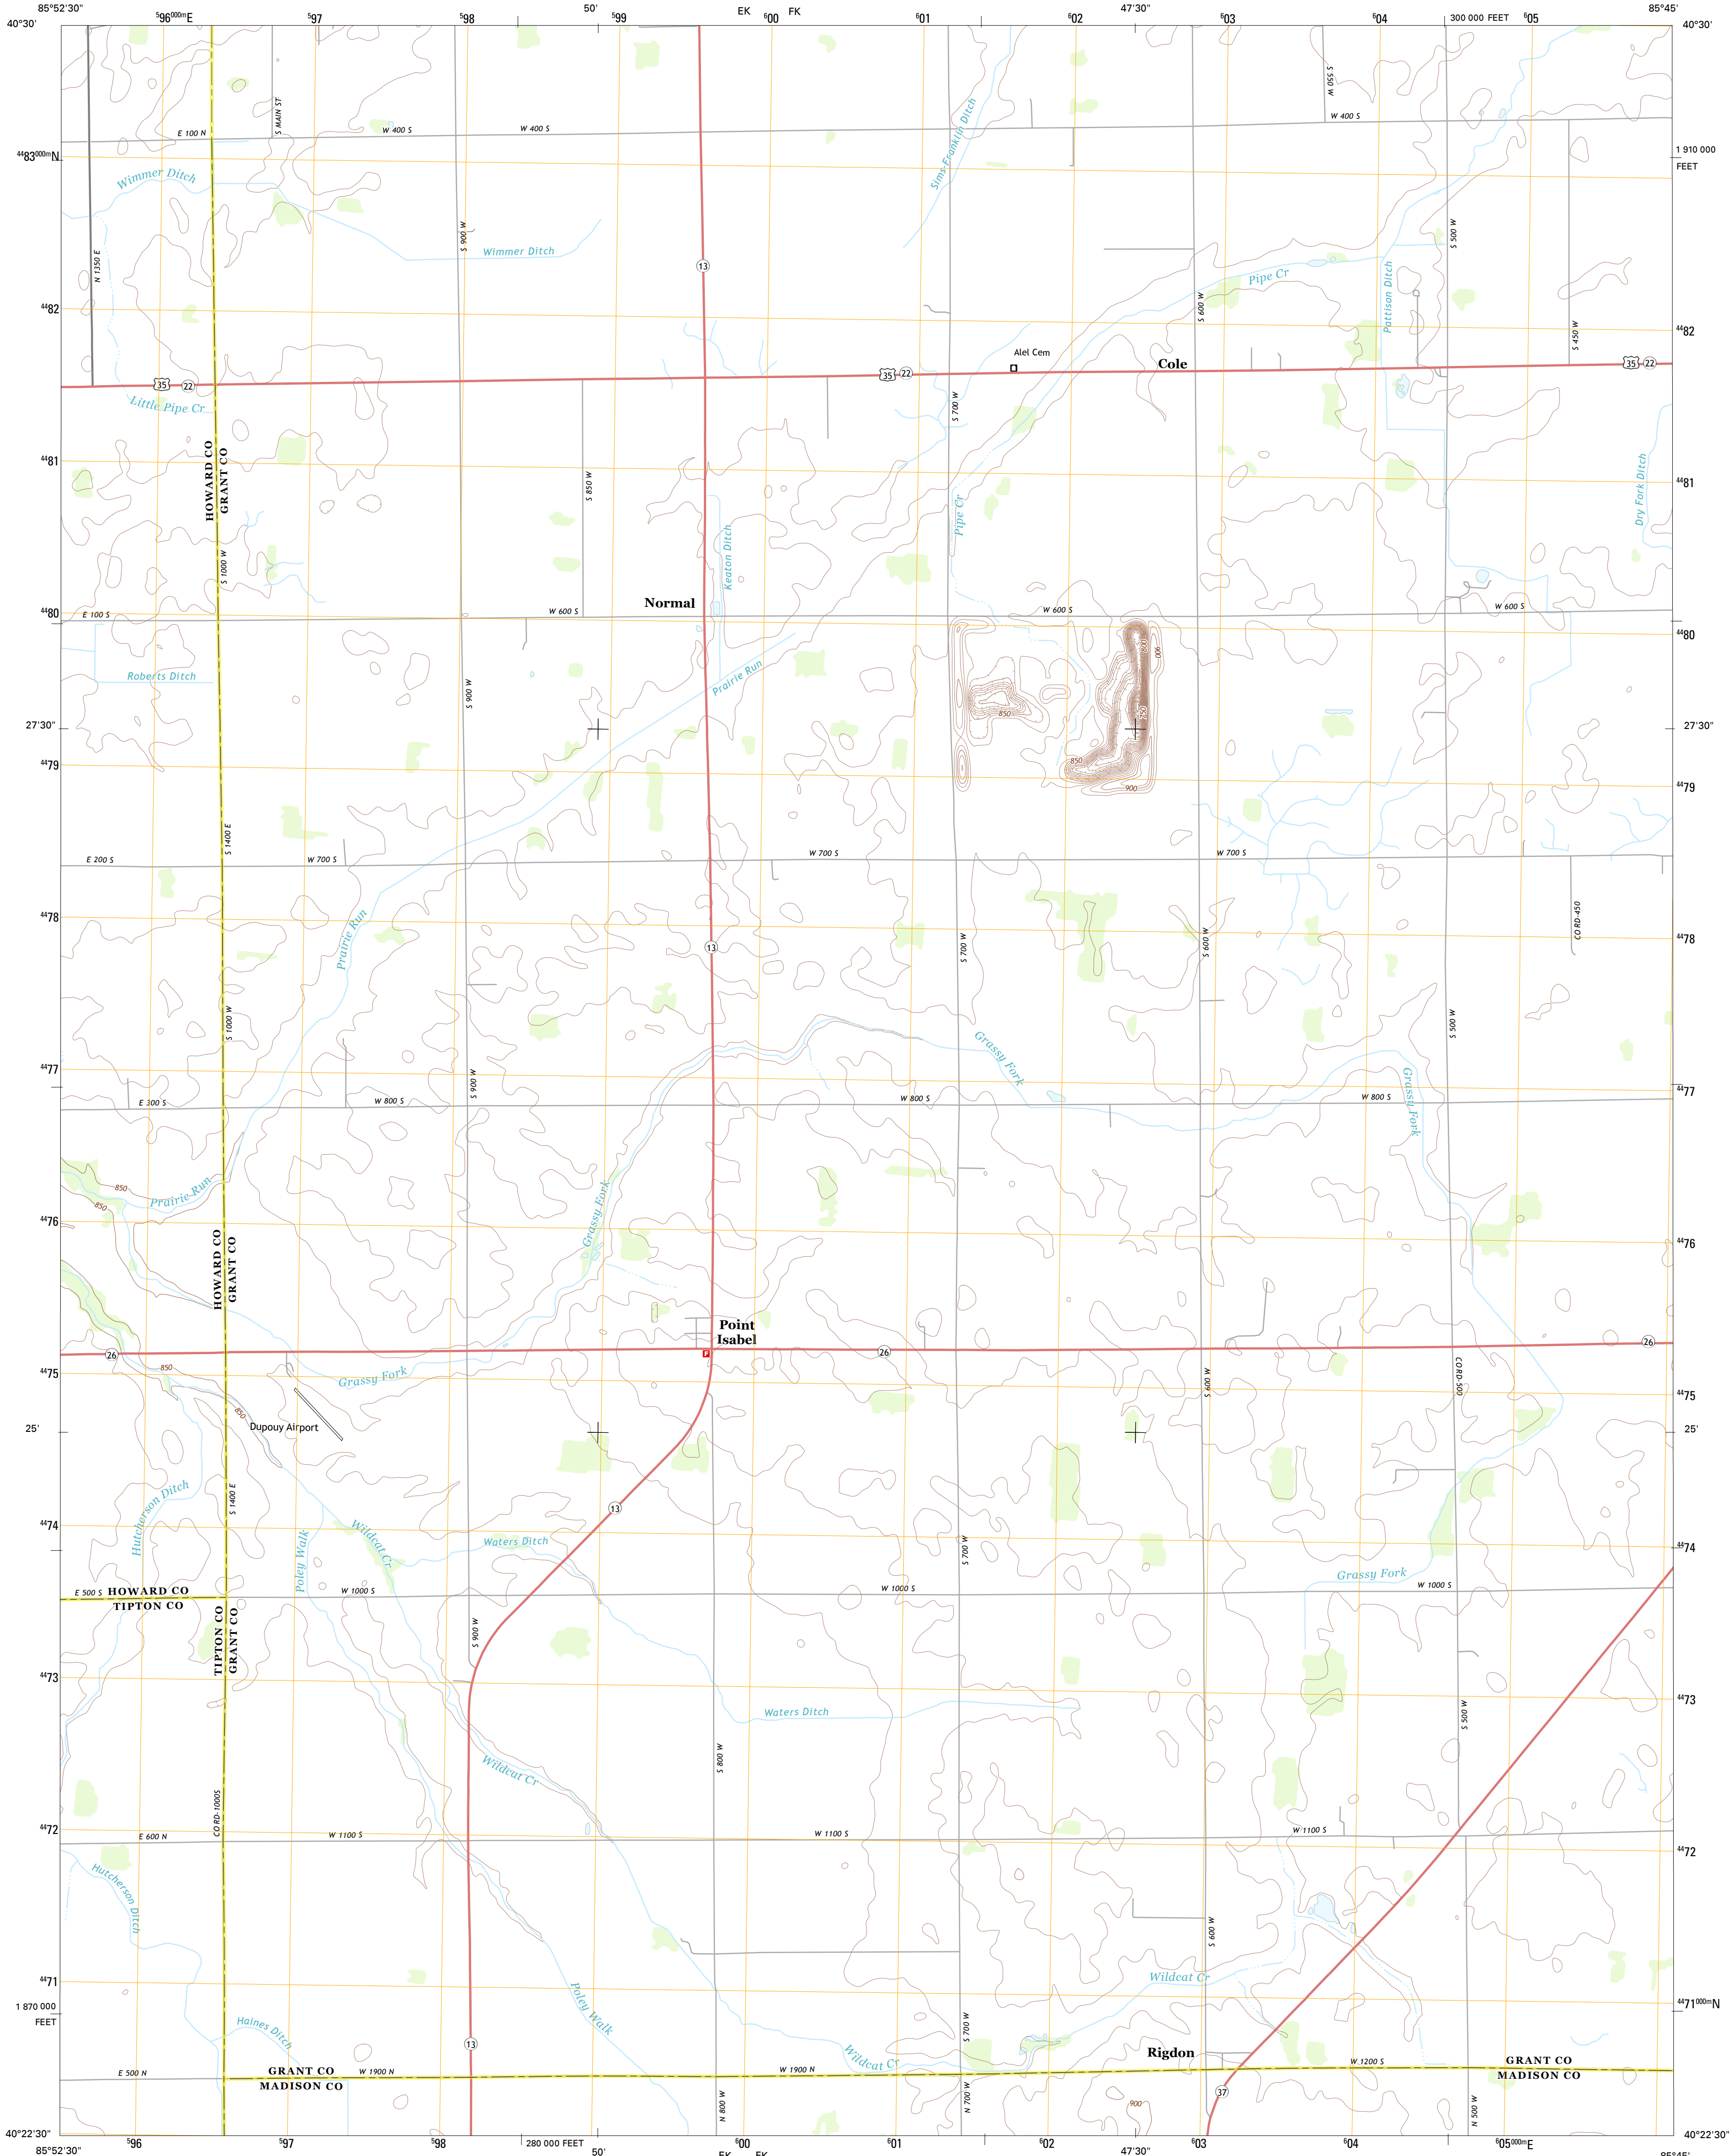 85°52'30"
⁵96⁰⁰⁰ᵐE
⁵97
⁵98
50'
⁵99
EK
⁶00
FK
⁶01
⁶02
47'30"
⁶03
⁶04
300 000 FEET
⁶05
85°45'
40°30'
40°30'
S MAIN ST
S 550 W
E 100 N
W 400 S
W 400 S
W 400 S
Sims-Franklin Ditch
⁴⁴83⁰⁰⁰ᵐN
1 910 000
FEET
Wimmer Ditch
N 1350 E
S 900 W
Wimmer Ditch
13
Pipe Cr
Pattison Ditch
S 500 W
⁴⁴82
S 600 W
⁴⁴82
S 450 W
Alel Cem
Cole
35
22
35
22
35
22
Little Pipe Cr
S 700 W
HOWARD CO
GRANT CO
⁴⁴81
⁴⁴81
S 850 W
Pipe Cr
Dry Fork Ditch
S 1000 W
Keaton Ditch
Normal
⁴⁴80
E 100 S
W 600 S
W 600 S
W 600 S
⁴⁴80
800
900
Roberts Ditch
S 900 W
Prairie Run
850
750
27'30"
27'30"
⁴⁴79
850
900
⁴⁴79
S 1400 E
E 200 S
W 700 S
W 700 S
W 700 S
⁴⁴78
Prairie Run
13
S 700 W
S 600 W
CO RD-450
⁴⁴78
S 1000 W
S 500 W
Grassy Fork
⁴⁴77
S 900 W
Grassy Fork
⁴⁴77
E 300 S
W 800 S
W 800 S
W 800 S
850
850
Prairie Run
Grassy Fork
⁴⁴76
⁴⁴76
HOWARD CO
GRANT CO
Point
Isabel
F
26
26
26
850
Grassy Fork
⁴⁴75
S 600 W
CO RD-500
⁴⁴75
850
Dupouy Airport
25'
25'
Hutcherson Ditch
S 1400 E
13
⁴⁴74
Poley Walk
Wildcat Cr
Waters Ditch
S 700 W
⁴⁴74
Grassy Fork
E 500 S
HOWARD CO
TIPTON CO
W 1000 S
W 1000 S
W 1000 S
TIPTON CO
GRANT CO
S 900 W
⁴⁴73
⁴⁴73
Waters Ditch
S 500 W
S 800 W
Wildcat Cr
CO RD-1000S
⁴⁴72
E 600 N
W 1100 S
W 1100 S
W 1100 S
⁴⁴72
Hutcherson Ditch
S 600 W
⁴⁴71
Wildcat Cr
1 870 000
FEET
⁴⁴71⁰⁰⁰ᵐN
Poley Walk
Haines Ditch
S 700 W
13
Wildcat Cr
Rigdon
E 500 N
GRANT CO
MADISON CO
W 1900 N
W 1900 N
W 1200 S
GRANT CO
MADISON CO
N 800 W
N 700 W
900
37
N 500 W
40°22'30"
40°22'30"
85°52'30"
⁵96
⁵97
⁵98
280 000 FEET
50'
⁶00
EK
FK
⁶01
⁶02
47'30"
⁶03
⁶04
⁶05⁰⁰⁰ᵐE
85°45'